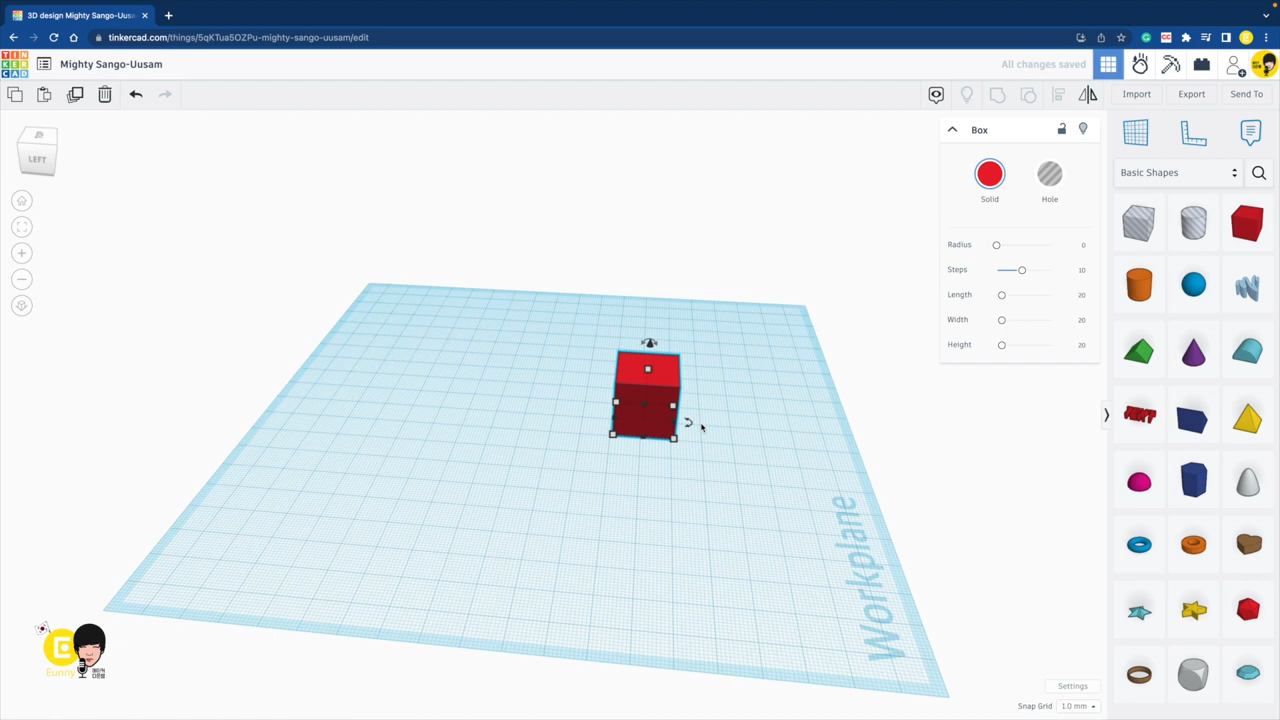 3D design Mighty Sango-Uusa
tinkercad.com/things/5qKTua5OZPu-mighty-sango-uusam/edit
TIN
KER
CAD
Mighty Sango-Uusam
All changes saved
Import
Export
Send To
LEFT
Box
Solid
Hole
Radius 0
Steps 10
Length 20
Width 20
Height 20
Basic Shapes
TEXT
Workplane
Eunny
Settings
Snap Grid 1.0 mm